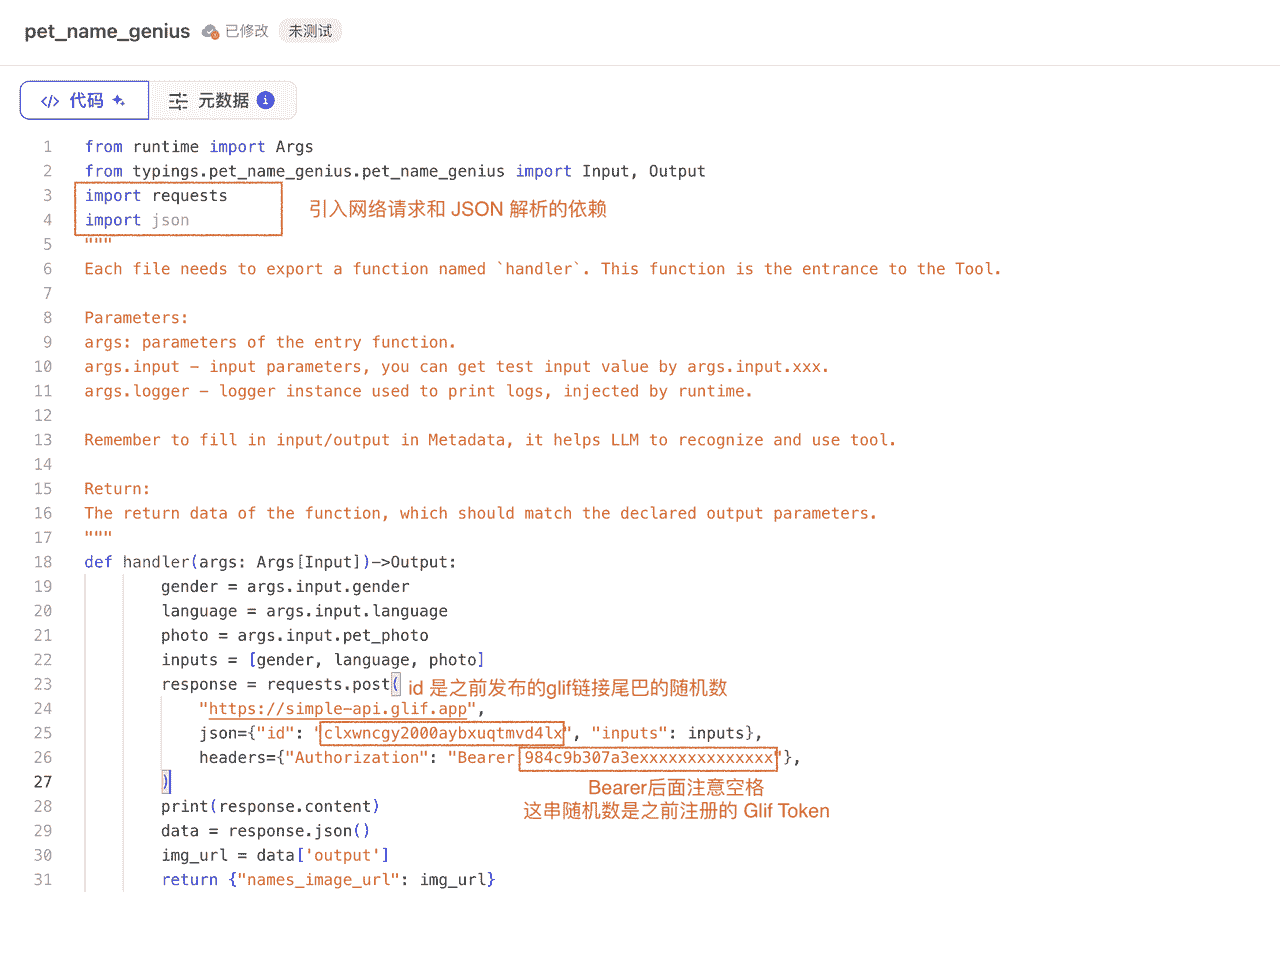 pet_name_genius 已修改 未测试
代码 元数据
1 from runtime import Args
2 from typings.pet_name_genius.pet_name_genius import Input, Output
3 import requests
引入网络请求和 JSON 解析的依赖
4 import json
5 """
6 Each file needs to export a function named `handler`. This function is the entrance to the Tool.
7
8 Parameters:
9 args: parameters of the entry function.
10 args.input - input parameters, you can get test input value by args.input.xxx.
11 args.logger - logger instance used to print logs, injected by runtime.
12
13 Remember to fill in input/output in Metadata, it helps LLM to recognize and use tool.
14
15 Return:
16 The return data of the function, which should match the declared output parameters.
17 """
18 def handler(args: Args[Input])->Output:
19 gender = args.input.gender
20 language = args.input.language
21 photo = args.input.pet_photo
22 inputs = [gender, language, photo]
23 response = requests.post( id 是之前发布的glif链接尾巴的随机数
24 "https://simple-api.glif.app",
25 json={"id": "clxwncgy2000aybxuqtmvd4lx", "inputs": inputs},
26 headers={"Authorization": "Bearer 984c9b307a3exxxxxxxxxxxxxx"},
27 )
Bearer后面注意空格
28 print(response.content)
这串随机数是之前注册的 Glif Token
29 data = response.json()
30 img_url = data['output']
31 return {"names_image_url": img_url}